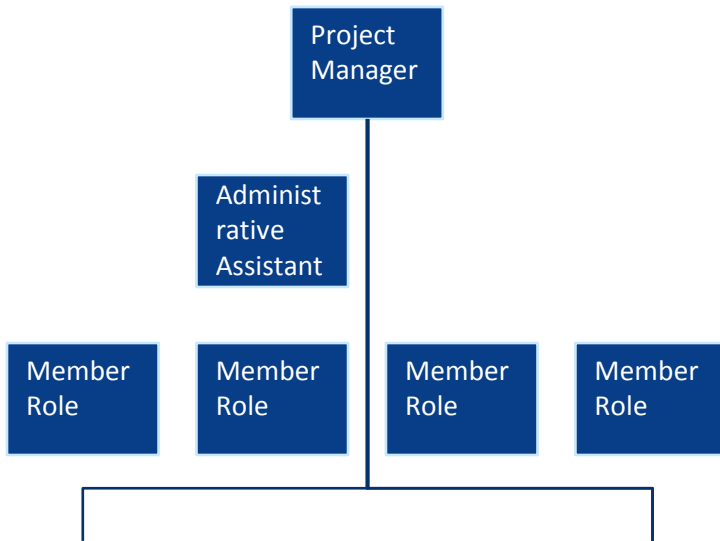 Project
Manager
Administ
rative
Assistant
Member
Role
Member
Role
Member
Role
Member
Role